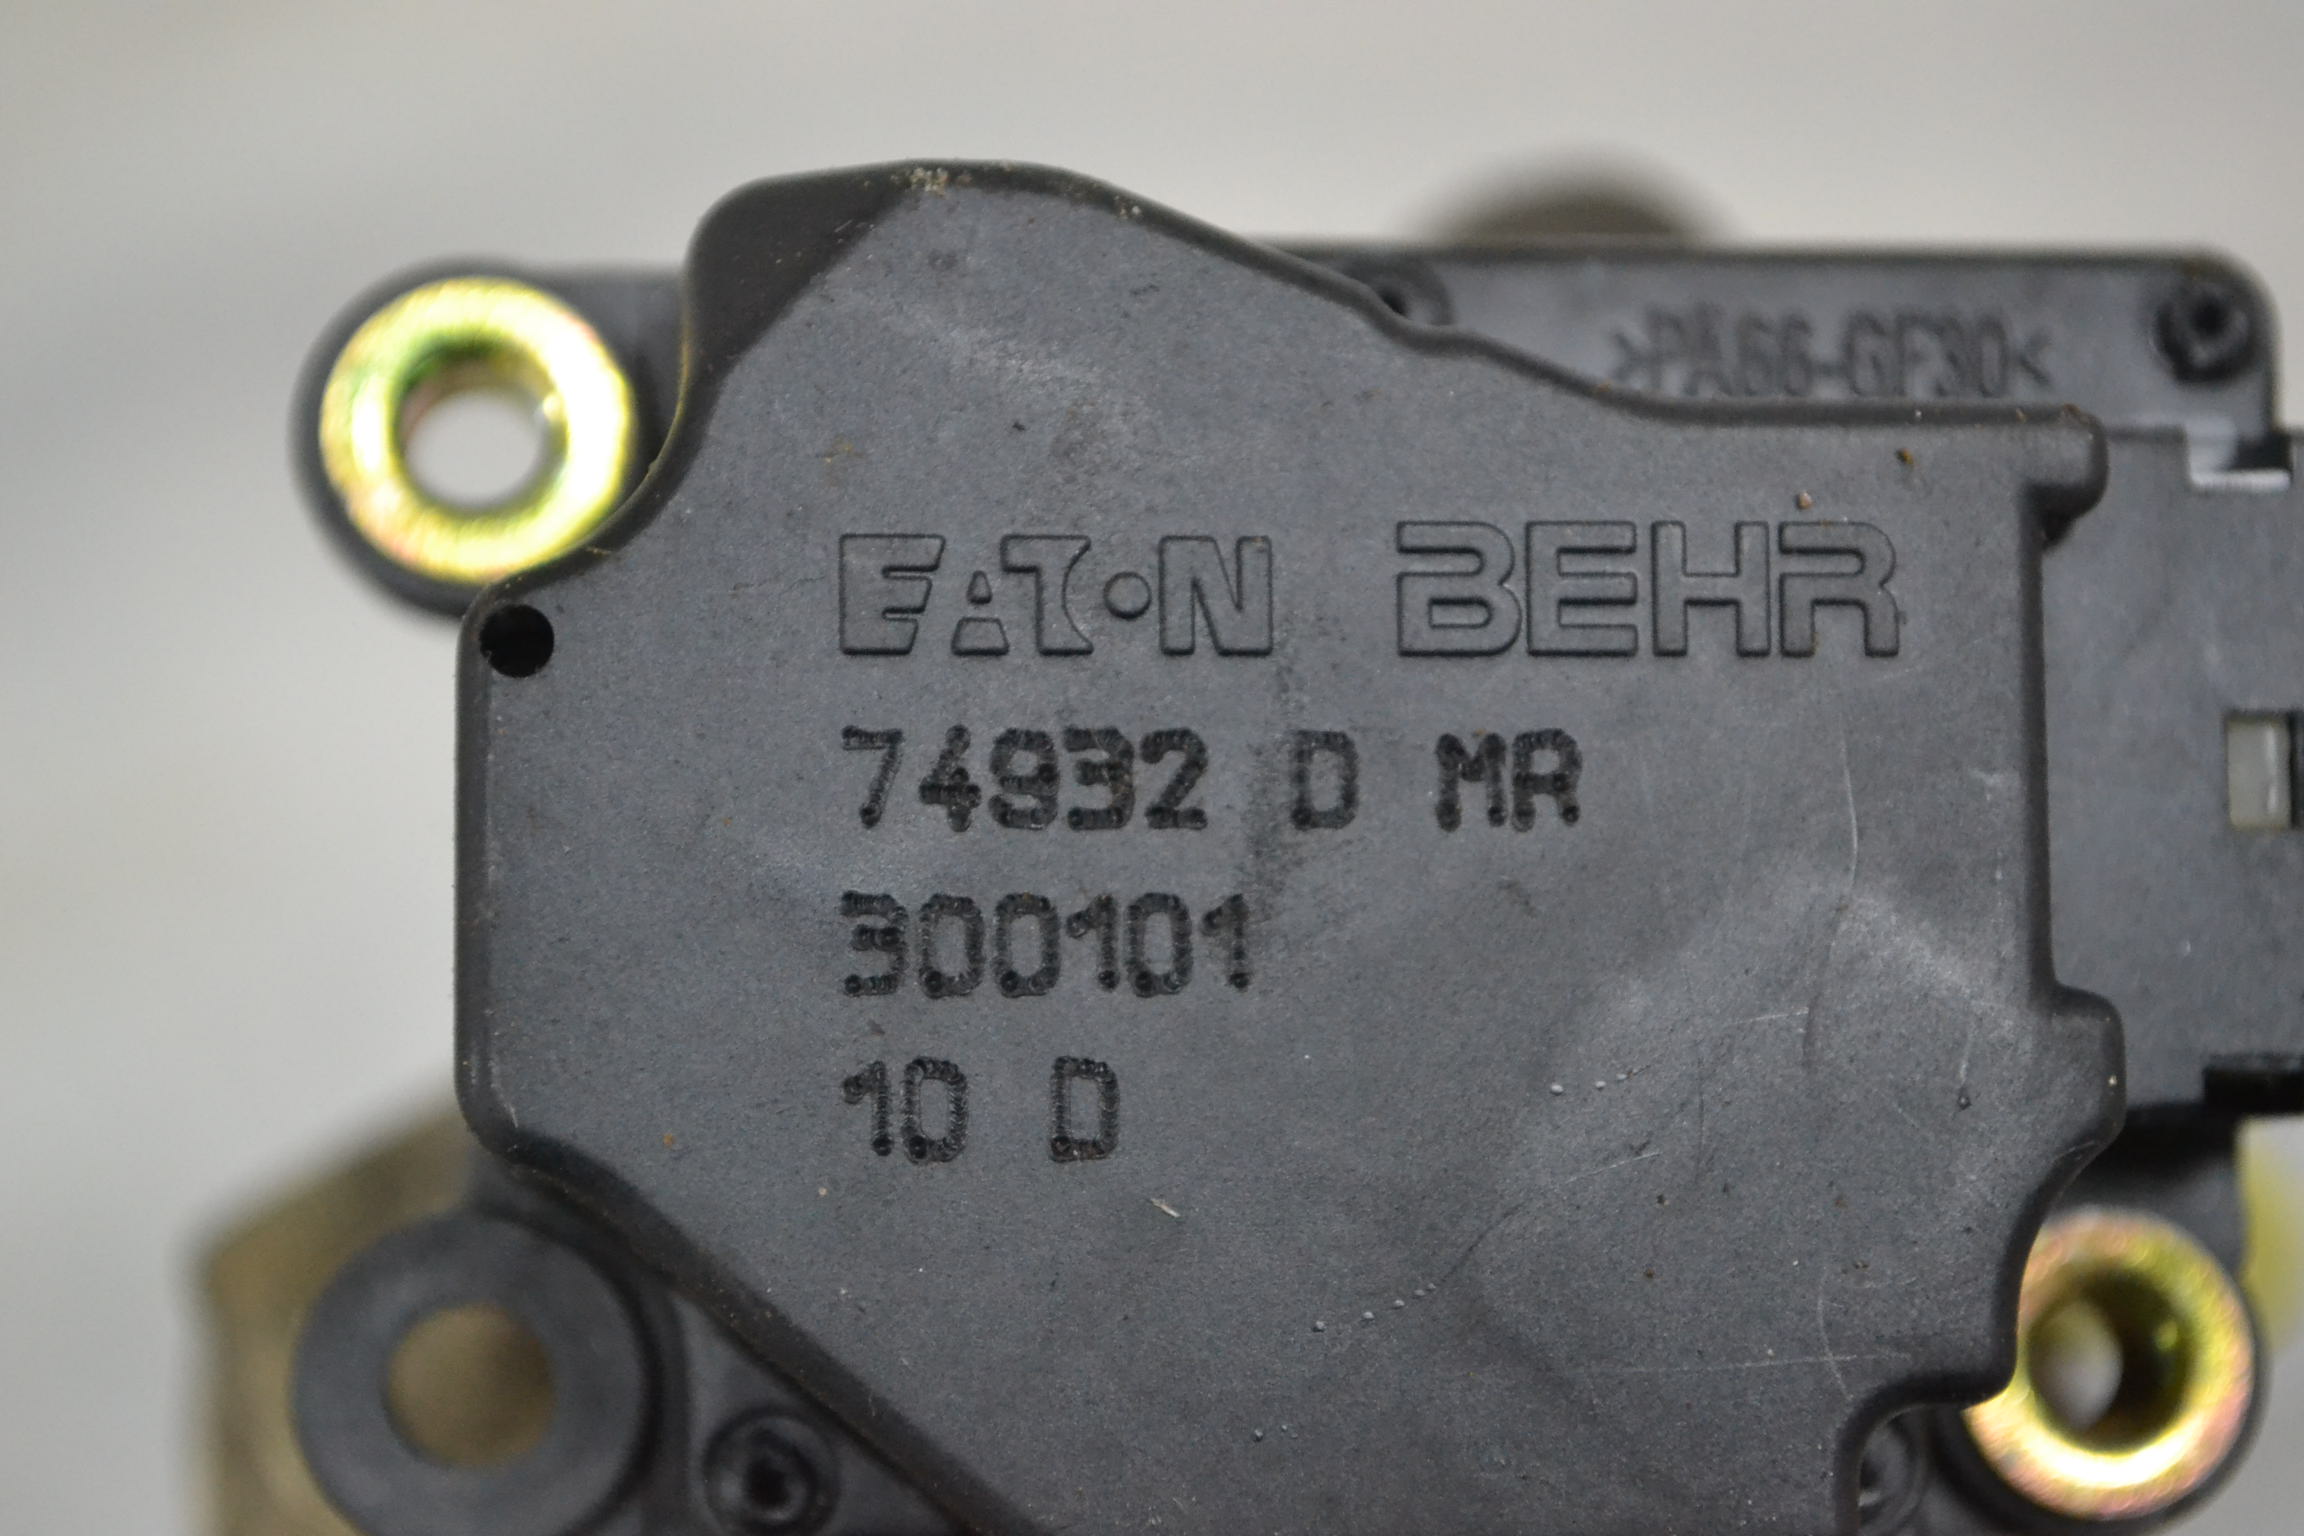 >PA66-GF30<
EATON BEHR
74932 D MR
300101
10 D